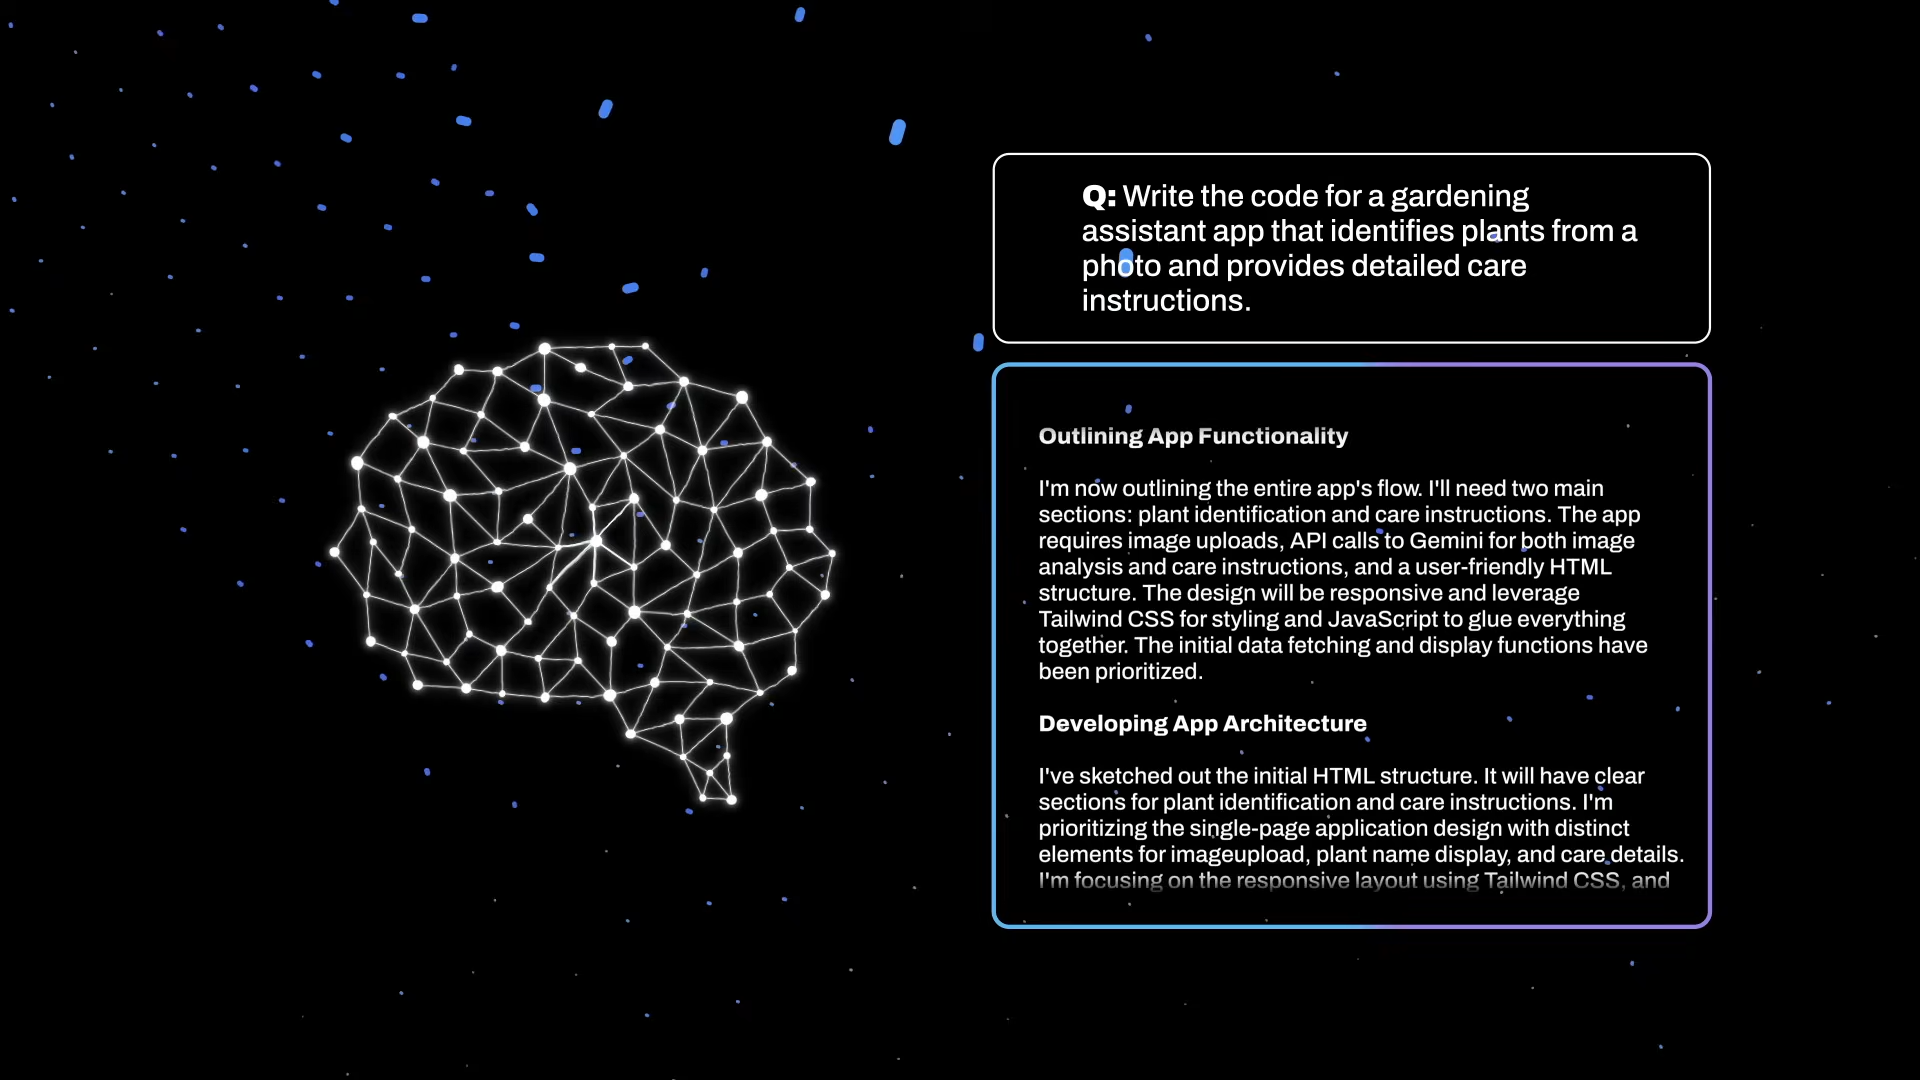 Q: Write the code for a gardening
assistant app that identifies plants from a
photo and provides detailed care
instructions.
Outlining App Functionality
I'm now outlining the entire app's flow. I'll need two main
sections: plant identification and care instructions. The app
requires image uploads, API calls to Gemini for both image
analysis and care instructions, and a user-friendly HTML
structure. The design will be responsive and leverage
Tailwind CSS for styling and JavaScript to glue everything
together. The initial data fetching and display functions have
been prioritized.
Developing App Architecture
I've sketched out the initial HTML structure. It will have clear
sections for plant identification and care instructions. I'm
prioritizing the single-page application design with distinct
elements for imageupload, plant name display, and care details.
I'm focusing on the responsive layout using Tailwind CSS, and